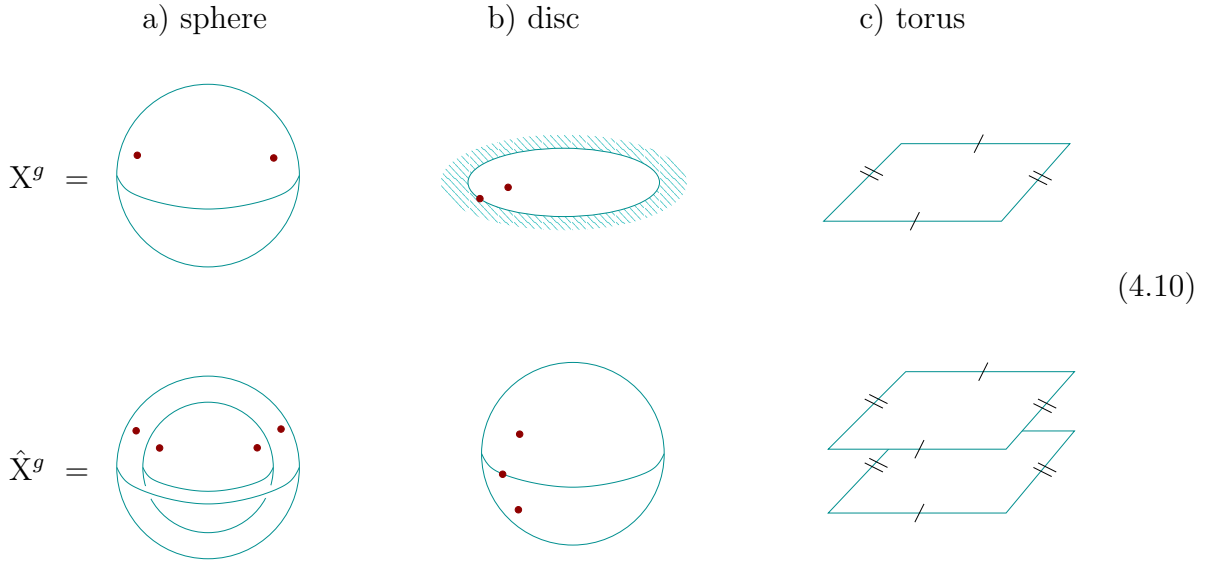 a) sphere b) disc c) torus
X^g =
(4.10)
X̂^g =